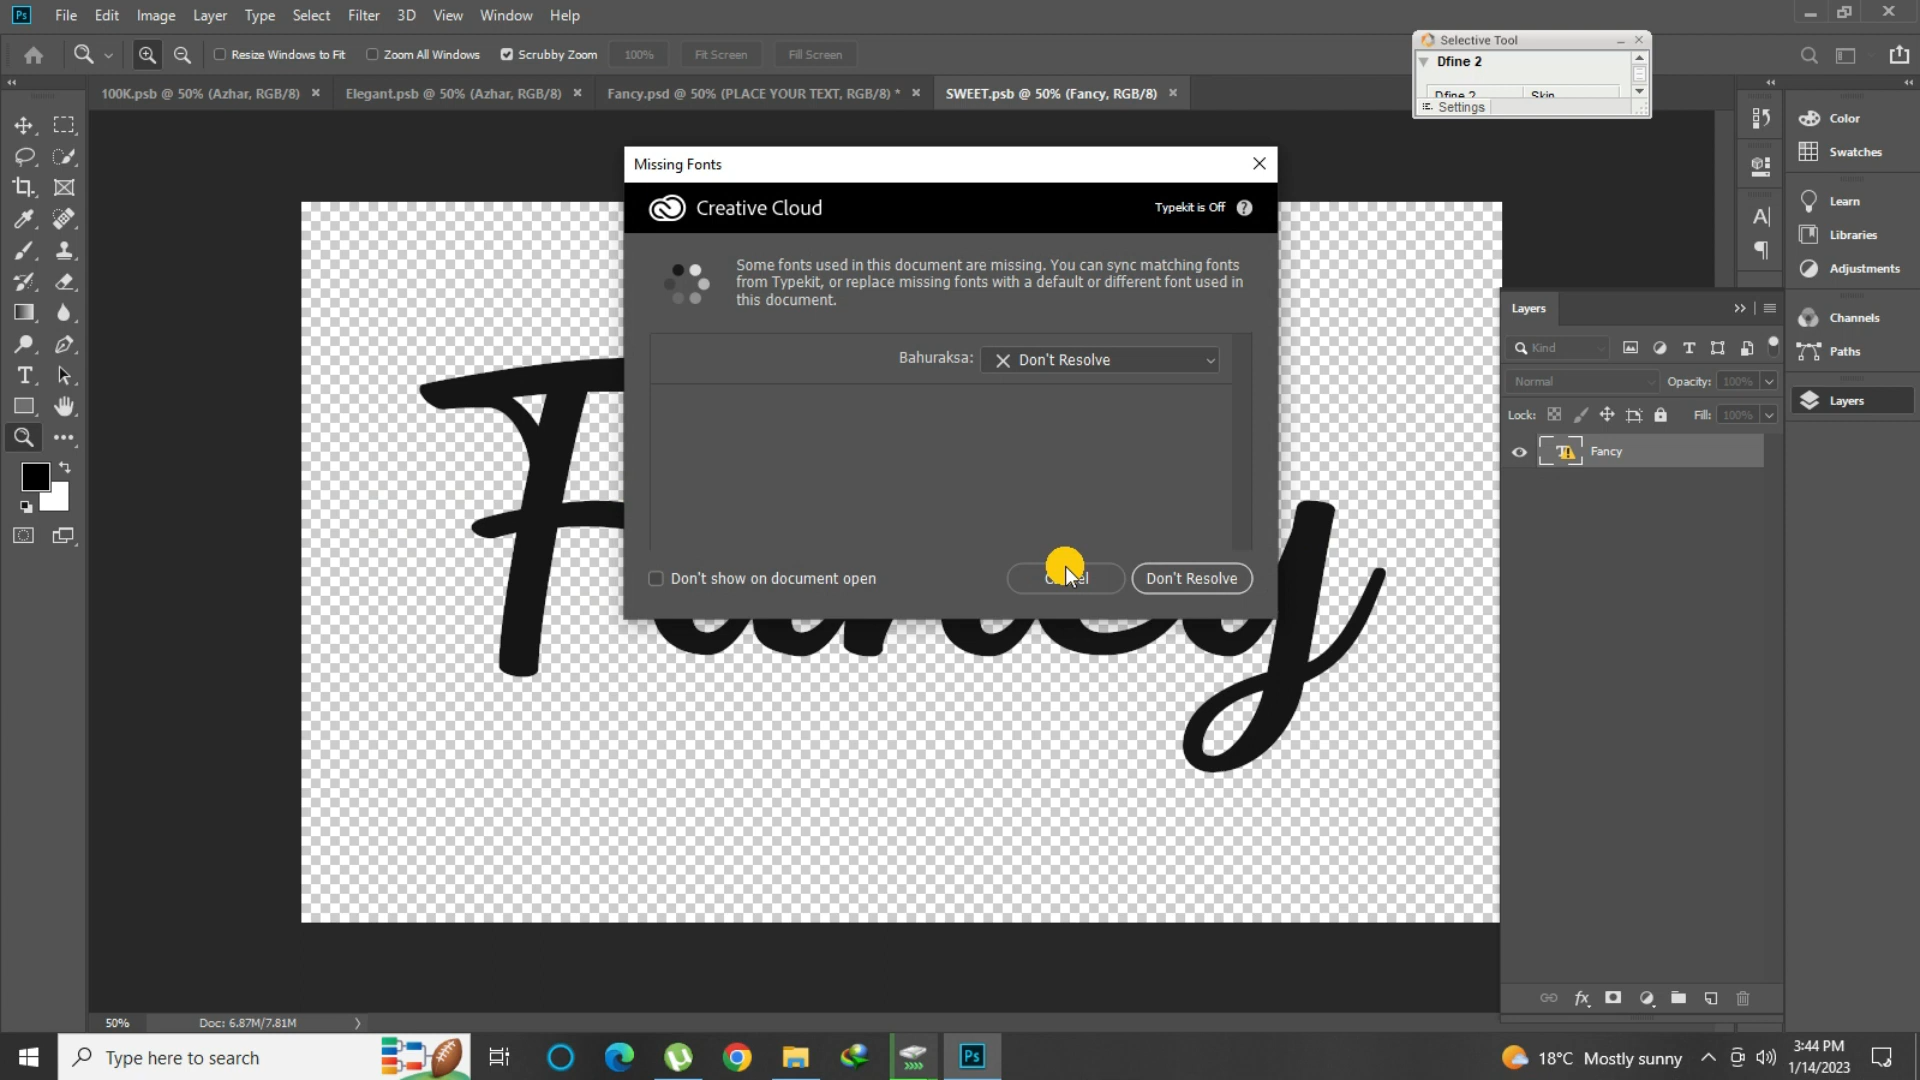 Ps File Edit Image Layer Type Select Filter 3D View Window Help
Resize Windows to Fit Zoom All Windows Scrubby Zoom 100% Fit Screen Fill Screen
Selective Tool
Dfine 2
Dfine 2 Skin
Settings
100K.psb @ 50% (Azhar, RGB/8) Elegant.psb @ 50% (Azhar, RGB/8) Fancy.psd @ 50% (PLACE YOUR TEXT, RGB/8) * SWEET.psb @ 50% (Fancy, RGB/8)
Color
Swatches
Learn
Libraries
Adjustments
Channels
Paths
Layers
Missing Fonts
Creative Cloud Typekit is Off ?
Some fonts used in this document are missing. You can sync matching fonts
from Typekit, or replace missing fonts with a default or different font used in
this document.
Bahuraksa: Don't Resolve
Don't show on document open Don't Resolve
Layers
Kind
Normal Opacity: 100%
Lock: Fill: 100%
Fancy
Fancy
50% Doc: 6.87M/7.81M
Type here to search
Ps
18°C Mostly sunny
3:44 PM
1/14/2023